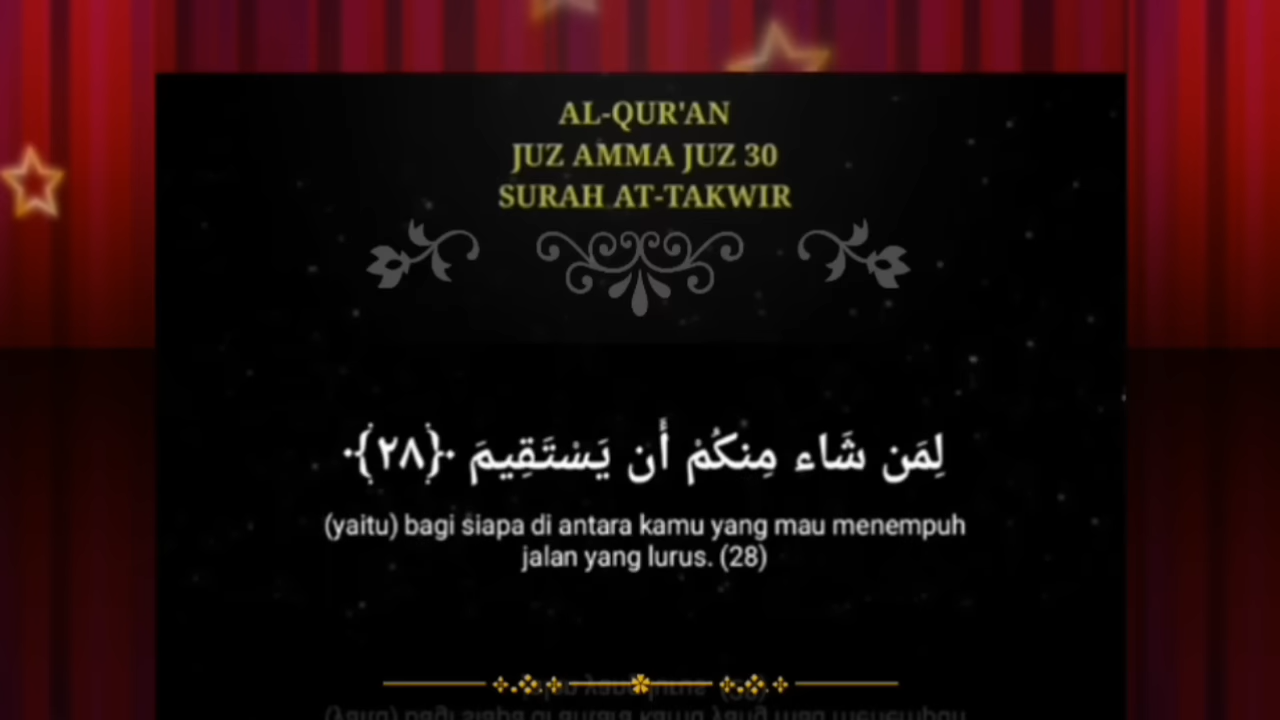 AL-QUR'AN
JUZ AMMA JUZ 30
SURAH AT-TAKWIR
لِمَن شَاء مِنكُمْ أَن يَسْتَقِيمَ ﴿٢٨﴾
(yaitu) bagi siapa di antara kamu yang mau menempuh
jalan yang lurus. (28)